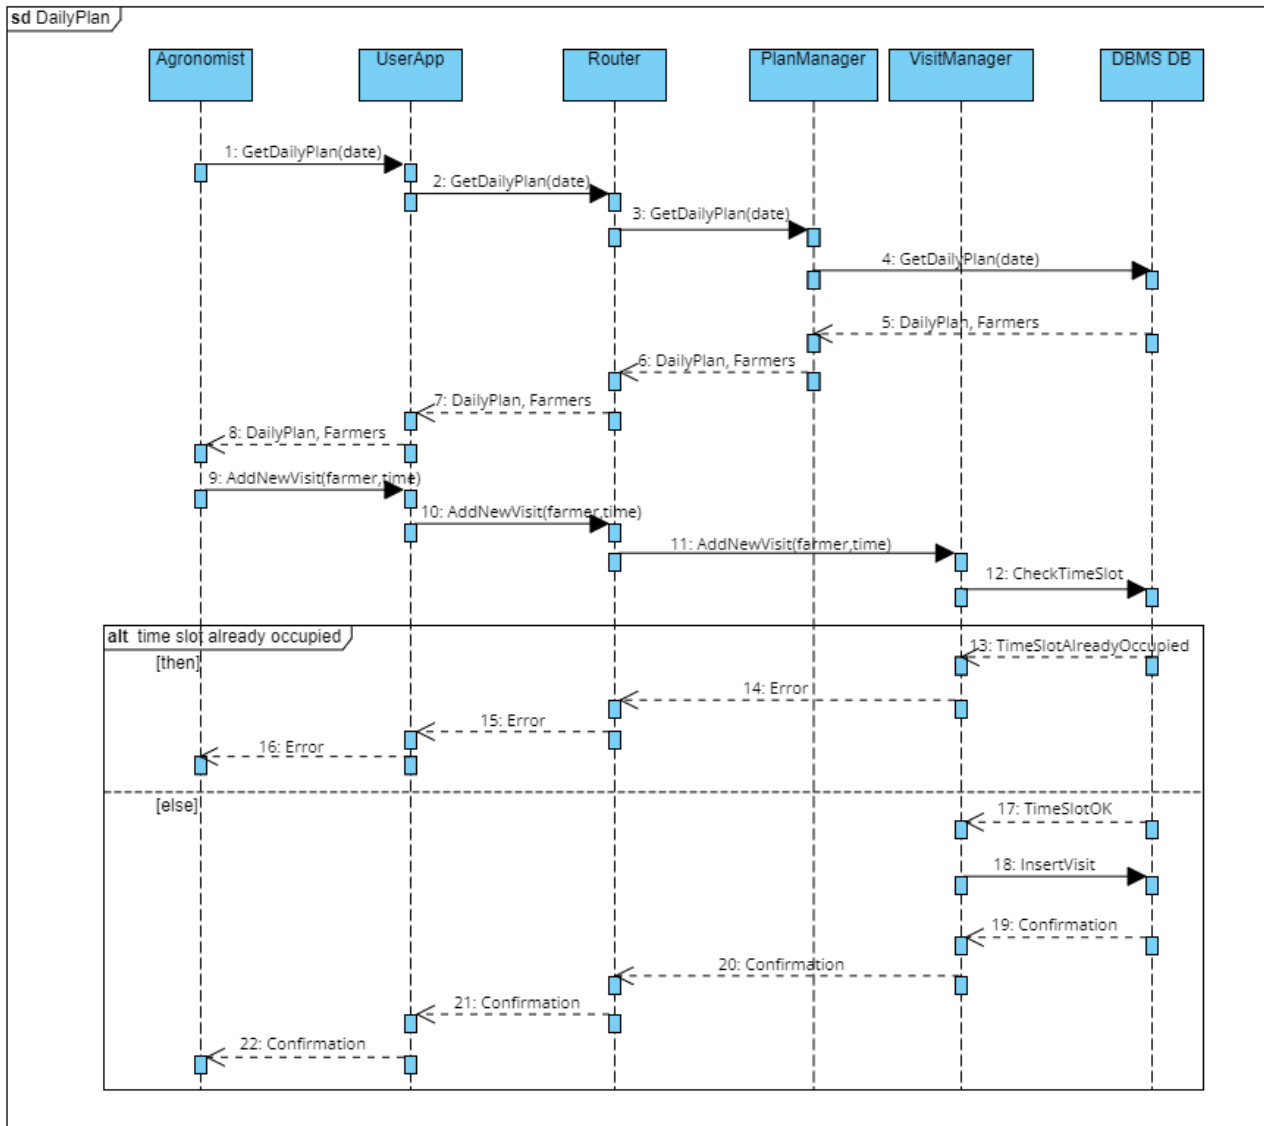 sd DailyPlan
Agronomist
UserApp
Router
PlanManager
VisitManager
DBMS DB
1: GetDailyPlan(date)
2: GetDailyPlan(date)
3: GetDailyPlan(date)
4: GetDailyPlan(date)
5: DailyPlan, Farmers
6: DailyPlan, Farmers
7: DailyPlan, Farmers
8: DailyPlan, Farmers
9: AddNewVisit(farmer,time)
10: AddNewVisit(farmer,time)
11: AddNewVisit(farmer,time)
12: CheckTimeSlot
alt time slot already occupied
[then]
13: TimeSlotAlreadyOccupied
14: Error
15: Error
16: Error
[else]
17: TimeSlotOK
18: InsertVisit
19: Confirmation
20: Confirmation
21: Confirmation
22: Confirmation